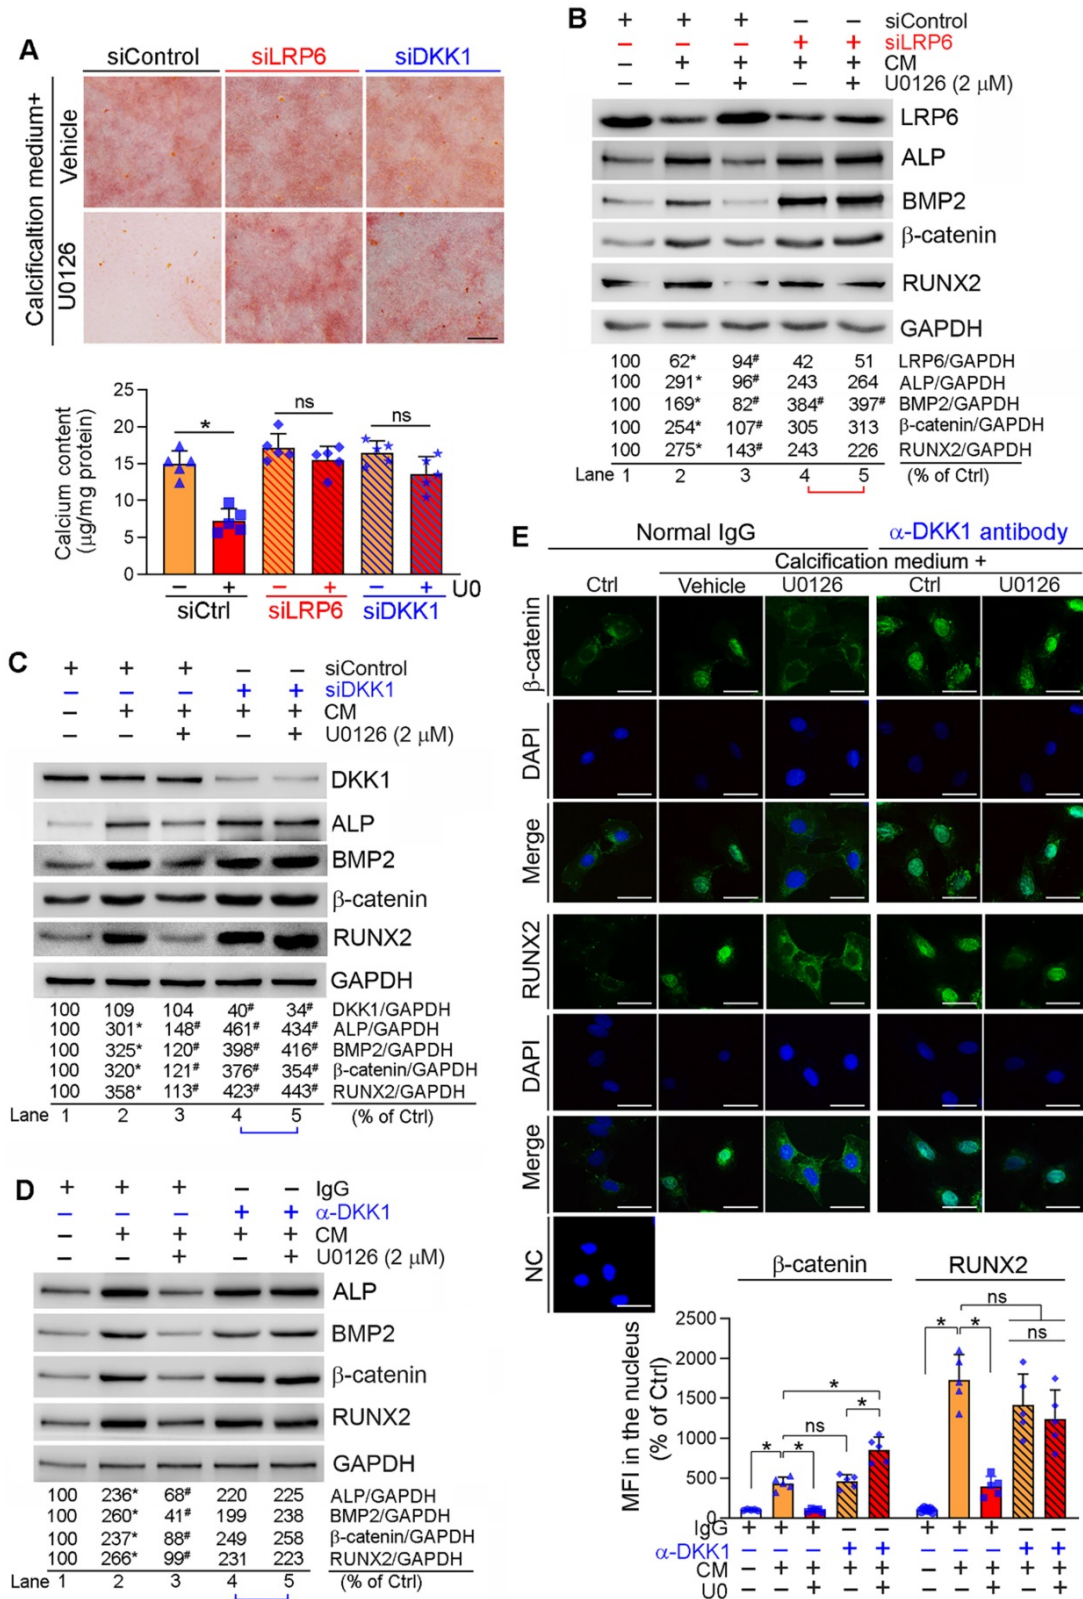 A
siControl siLRP6 siDKK1
Calcificaltion medium+
Vehicle
U0126
Calcium content
(μg/mg protein)
25
20
15
10
5
0
* ns ns
− + − + − + U0
siCtrl siLRP6 siDKK1
B
+ + + − − siControl
− − − + + siLRP6
− + + + + CM
− − + − + U0126 (2 μM)
LRP6
ALP
BMP2
β-catenin
RUNX2
GAPDH
100 62* 94# 42 51 LRP6/GAPDH
100 291* 96# 243 264 ALP/GAPDH
100 169* 82# 384# 397# BMP2/GAPDH
100 254* 107# 305 313 β-catenin/GAPDH
100 275* 143# 243 226 RUNX2/GAPDH
Lane 1 2 3 4 5 (% of Ctrl)
C
+ + + − − siControl
− − − + + siDKK1
− + + + + CM
− − + − + U0126 (2 μM)
DKK1
ALP
BMP2
β-catenin
RUNX2
GAPDH
100 109 104 40# 34# DKK1/GAPDH
100 301* 148# 461# 434# ALP/GAPDH
100 325* 120# 398# 416# BMP2/GAPDH
100 320* 121# 376# 354# β-catenin/GAPDH
100 358* 113# 423# 443# RUNX2/GAPDH
Lane 1 2 3 4 5 (% of Ctrl)
D
+ + + − − IgG
− − − + + α-DKK1
− + + + + CM
− − + − + U0126 (2 μM)
ALP
BMP2
β-catenin
RUNX2
GAPDH
100 236* 68# 220 225 ALP/GAPDH
100 260* 41# 199 238 BMP2/GAPDH
100 237* 88# 249 258 β-catenin/GAPDH
100 266* 99# 231 223 RUNX2/GAPDH
Lane 1 2 3 4 5 (% of Ctrl)
E
Normal IgG α-DKK1 antibody
Calcification medium +
Ctrl Vehicle U0126 Ctrl U0126
β-catenin
DAPI
Merge
RUNX2
DAPI
Merge
NC
β-catenin RUNX2
MFI in the nucleus
(% of Ctrl)
2500
2000
1500
1000
500
0
* * ns * *
* * ns ns
IgG + + + − − + + + − −
α-DKK1 − − − + + − − − + +
CM − + + + + − + + + +
U0 − − + − + − − + − +